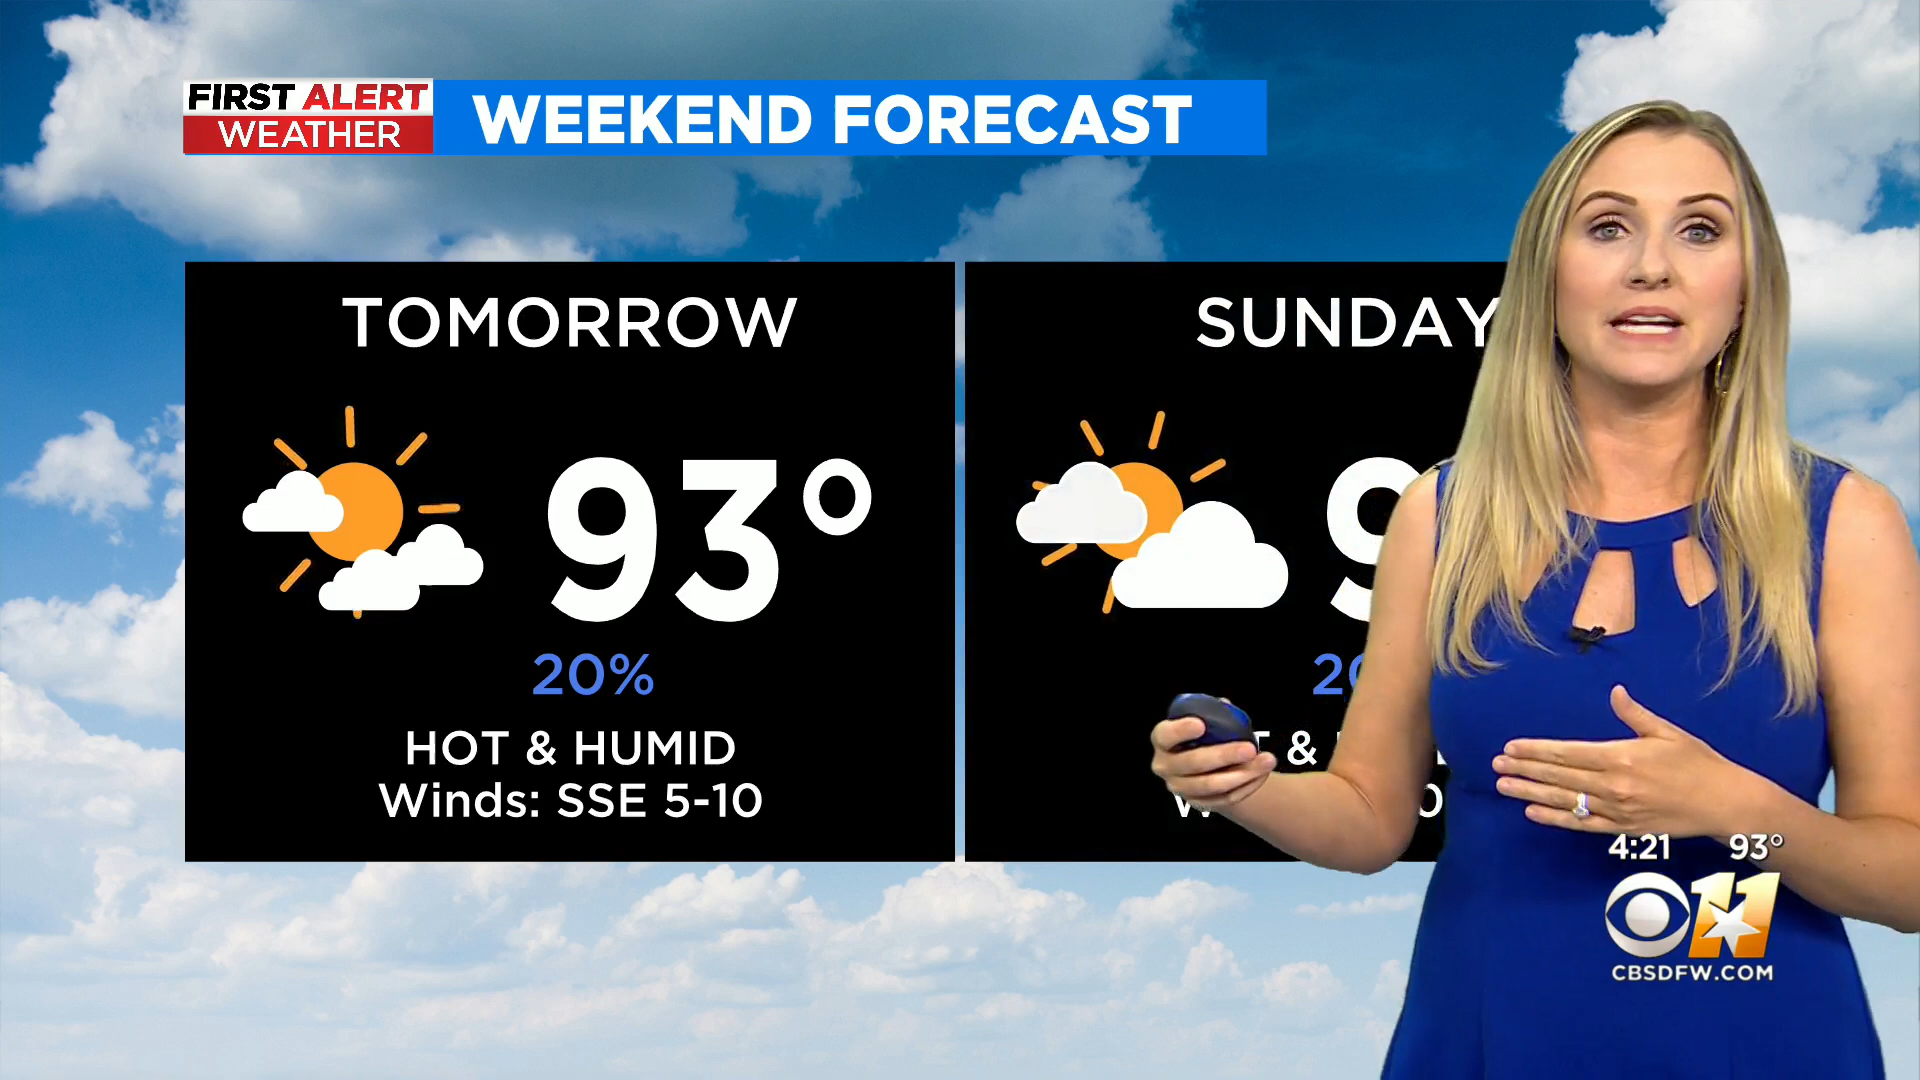 FIRST ALERT
WEATHER
WEEKEND FORECAST
TOMORROW
93°
20%
HOT & HUMID
Winds: SSE 5-10
SUNDAY
&
4:21 93°
11
CBSDFW.COM